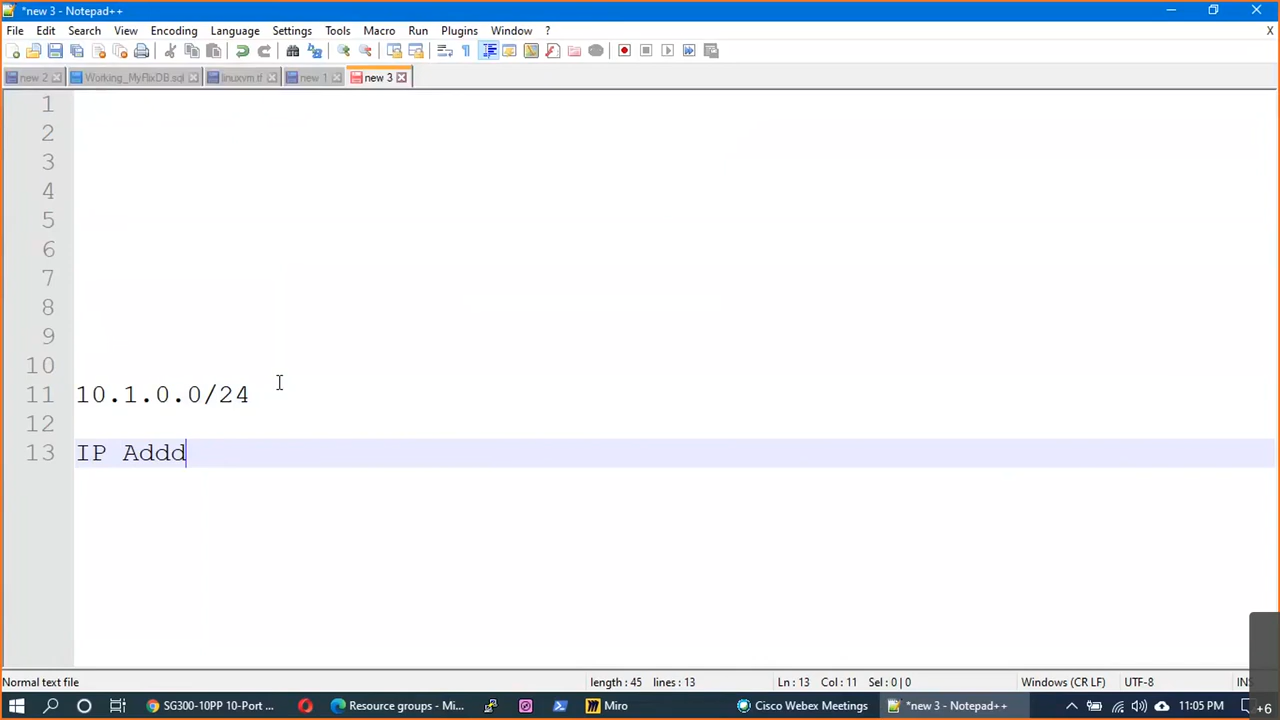 *new 3 - Notepad++
File Edit Search View Encoding Language Settings Tools Macro Run Plugins Window ? X
new 2 Working_MyflixDB.sql linuxvm.tf new 1 new 3
1
2
3
4
5
6
7
8
9
10
11 10.1.0.0/24
12
13 IP Addd
Normal text file length : 45 lines : 13 Ln : 13 Col : 11 Sel : 0 | 0 Windows (CR LF) UTF-8 INS
SG300-10PP 10-Port ... Resource groups - Mi... Miro Cisco Webex Meetings *new 3 - Notepad++ 11:05 PM +6